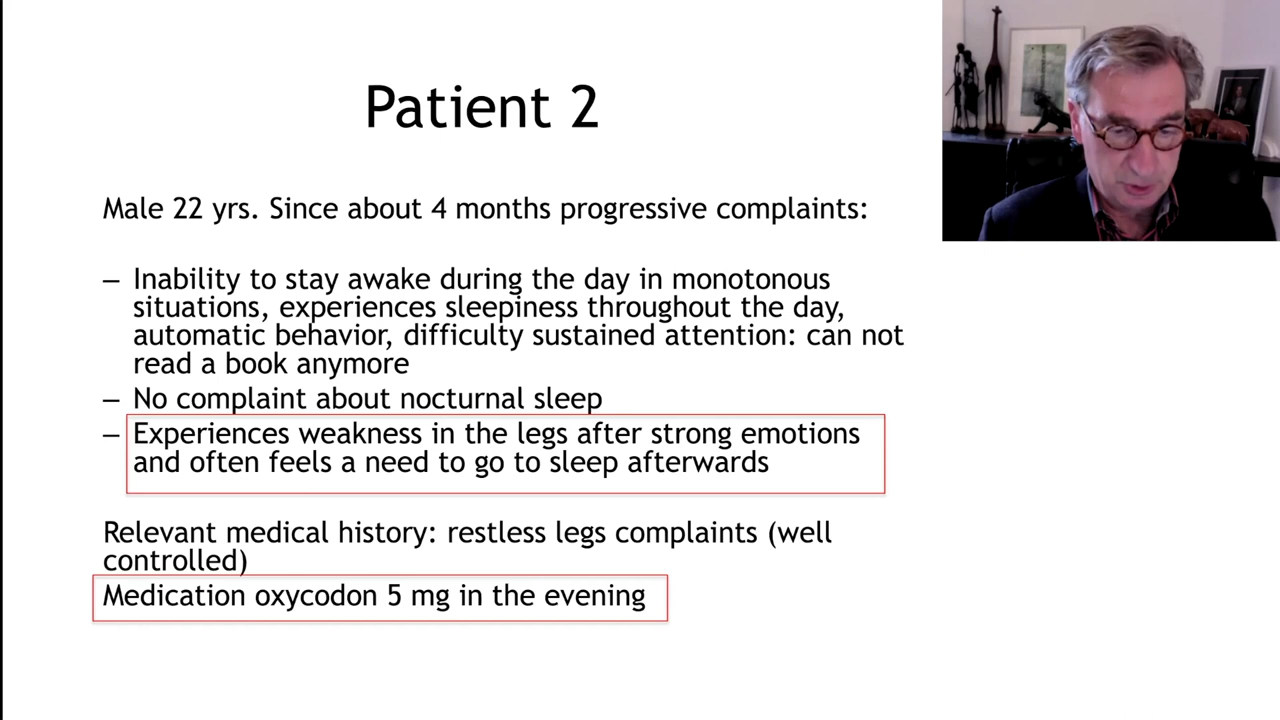 Patient 2
Male 22 yrs. Since about 4 months progressive complaints:
– Inability to stay awake during the day in monotonous
situations, experiences sleepiness throughout the day,
automatic behavior, difficulty sustained attention: can not
read a book anymore
– No complaint about nocturnal sleep
– Experiences weakness in the legs after strong emotions
and often feels a need to go to sleep afterwards
Relevant medical history: restless legs complaints (well
controlled)
Medication oxycodon 5 mg in the evening